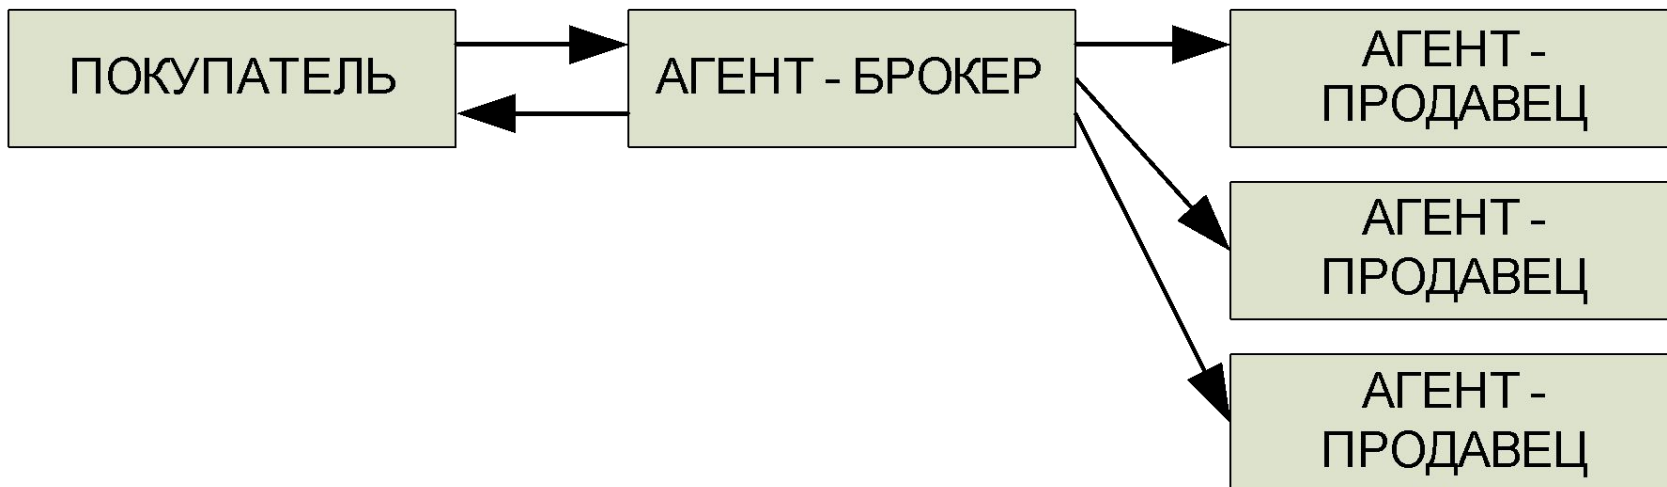 ПОКУПАТЕЛЬ
АГЕНТ - БРОКЕР
АГЕНТ -
ПРОДАВЕЦ
АГЕНТ -
ПРОДАВЕЦ
АГЕНТ -
ПРОДАВЕЦ